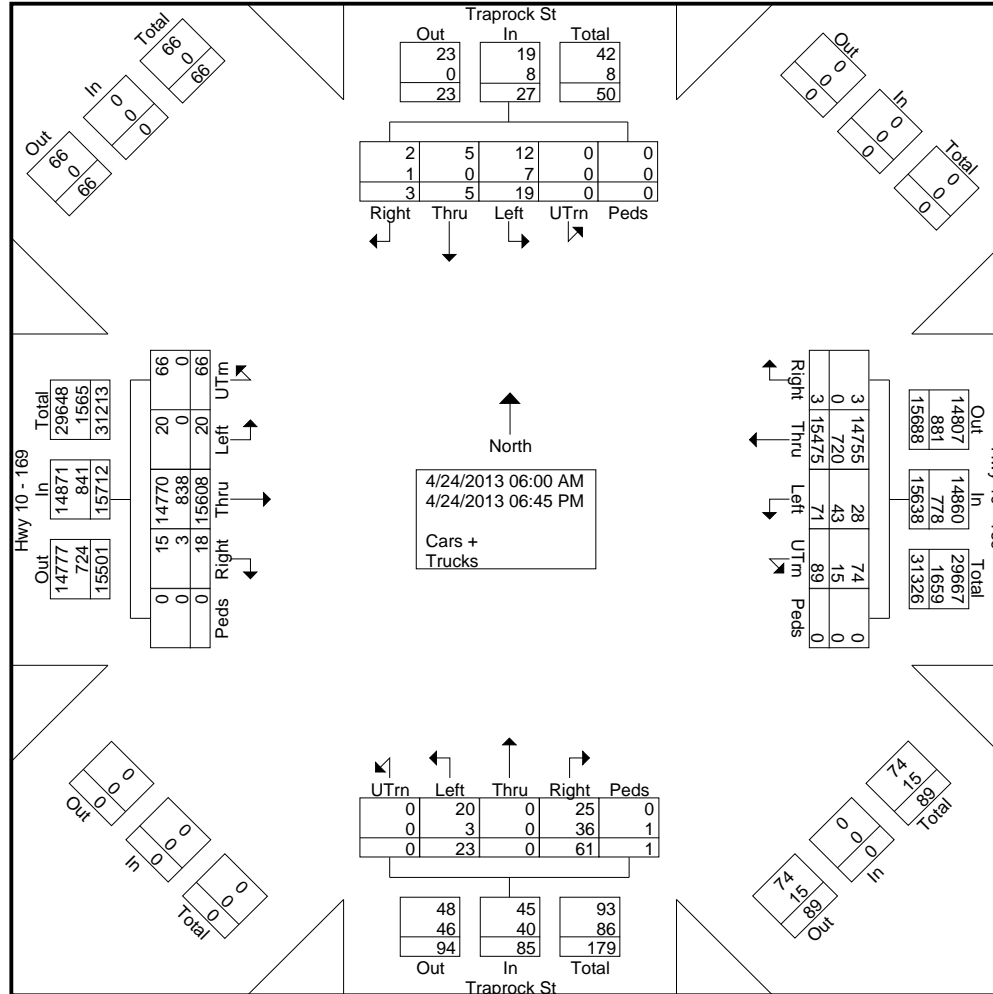 Traprock St
Out In Total
23 19 42
0 8 8
23 27 50
2 5 12 0 0
1 0 7 0 0
3 5 19 0 0
Right Thru Left UTrn Peds
Out In Total
66 0 66
0 0 0
66 0 66
Out In Total
0 0 0
0 0 0
0 0 0
Hwy 10 - 169
Out In Total
14777 14871 29648
724 841 1565
15501 15712 31213
0 15 14770 20 66
0 3 838 0 0
0 18 15608 20 66
Peds Right Thru Left UTrn
North
4/24/2013 06:00 AM
4/24/2013 06:45 PM
Cars +
Trucks
Out In Total
14807 14860 29667
881 778 1659
15688 15638 31326
3 14755 28 74 0
0 720 43 15 0
3 15475 71 89 0
Right Thru Left UTrn Peds
0 0 0
0 0 0
0 0 0
Out In Total
UTrn Left Thru Right Peds
0 20 0 25 0
0 3 0 36 1
0 23 0 61 1
48 45 93
46 40 86
94 85 179
Out In Total
Traprock St
74 0 74
15 0 15
89 0 89
Out In Total